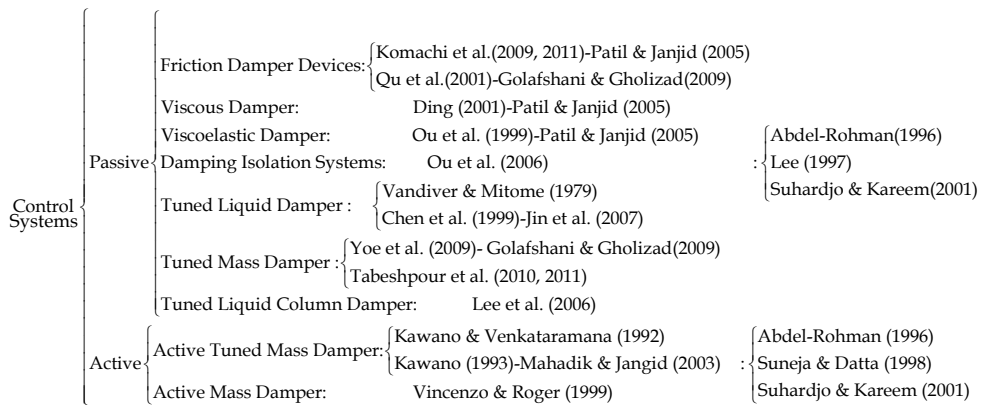 Friction Damper Devices: Komachi et al.(2009, 2011)-Patil & Janjid (2005)
Qu et al.(2001)-Golafshani & Gholizad(2009)
Viscous Damper: Ding (2001)-Patil & Janjid (2005)
Viscoelastic Damper: Ou et al. (1999)-Patil & Janjid (2005)
Abdel-Rohman(1996)
Passive Damping Isolation Systems: Ou et al. (2006) : Lee (1997)
Suhardjo & Kareem(2001)
Control Systems
Tuned Liquid Damper : Vandiver & Mitome (1979)
Chen et al. (1999)-Jin et al. (2007)
Tuned Mass Damper : Yoe et al. (2009)- Golafshani & Gholizad(2009)
Tabeshpour et al. (2010, 2011)
Tuned Liquid Column Damper: Lee et al. (2006)
Active
Active Tuned Mass Damper: Kawano & Venkataramana (1992)
Kawano (1993)-Mahadik & Jangid (2003) :
Abdel-Rohman (1996)
Suneja & Datta (1998)
Suhardjo & Kareem (2001)
Active Mass Damper: Vincenzo & Roger (1999)